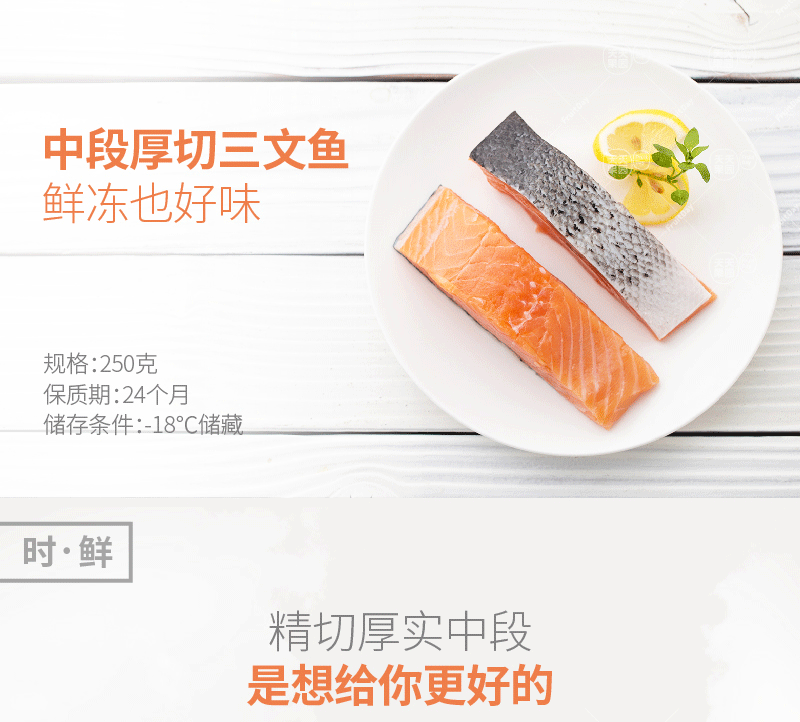 中段厚切三文鱼
鲜冻也好味
规格:250克
保质期:24个月
储存条件:-18°C储藏
时·鲜
精切厚实中段
是想给你更好的